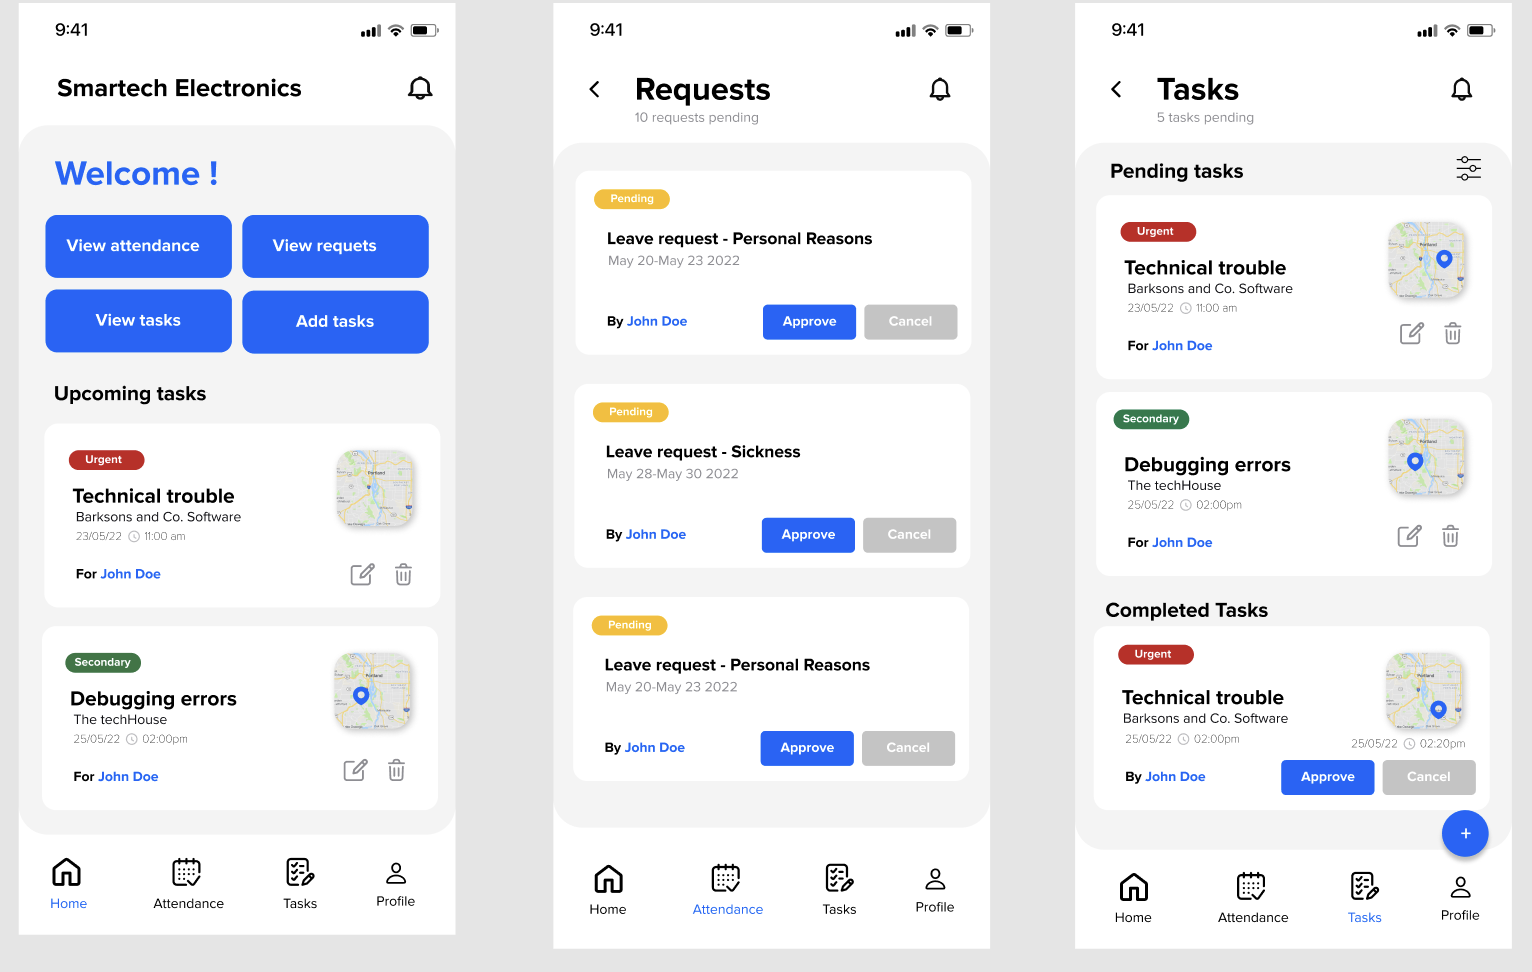 9:41
Smartech Electronics
Welcome !
View attendance
View requets
View tasks
Add tasks
Upcoming tasks
Urgent
Technical trouble
Barksons and Co. Software
23/05/22 11:00 am
For John Doe
Secondary
Debugging errors
The techHouse
25/05/22 02:00pm
For John Doe
Home
Attendance
Tasks
Profile
9:41
Requests
10 requests pending
Pending
Leave request - Personal Reasons
May 20-May 23 2022
By John Doe
Approve
Cancel
Pending
Leave request - Sickness
May 28-May 30 2022
By John Doe
Approve
Cancel
Pending
Leave request - Personal Reasons
May 20-May 23 2022
By John Doe
Approve
Cancel
Home
Attendance
Tasks
Profile
9:41
Tasks
5 tasks pending
Pending tasks
Urgent
Technical trouble
Barksons and Co. Software
23/05/22 11:00 am
For John Doe
Secondary
Debugging errors
The techHouse
25/05/22 02:00pm
For John Doe
Completed Tasks
Urgent
Technical trouble
Barksons and Co. Software
25/05/22 02:00pm
25/05/22 02:20pm
By John Doe
Approve
Cancel
+
Home
Attendance
Tasks
Profile